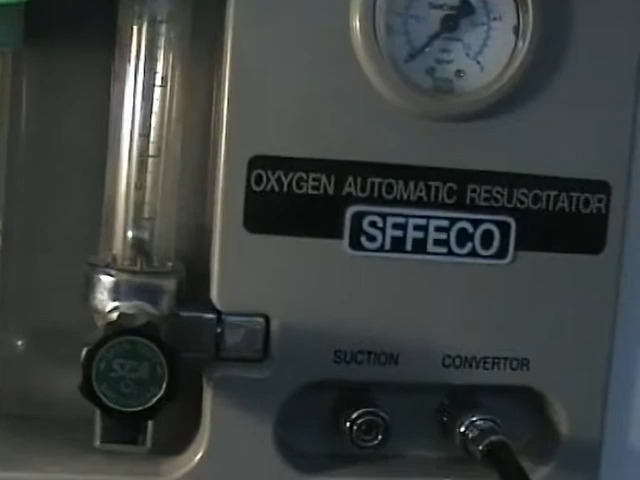 OXYGEN AUTOMATIC RESUSCITATOR
SFFECO
SUCTION
CONVERTOR